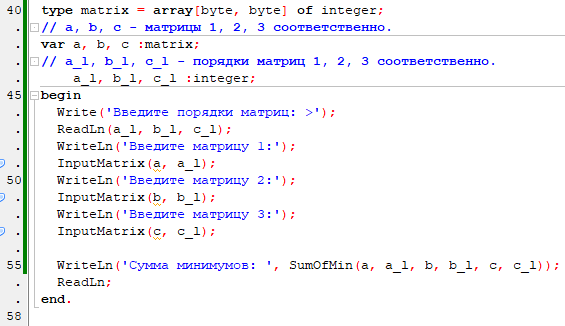 40 type matrix = array[byte, byte] of integer;
. // a, b, c - матрицы 1, 2, 3 соответственно.
. var a, b, c :matrix;
. // a_l, b_l, c_l - порядки матриц 1, 2, 3 соответственно.
. a_l, b_l, c_l :integer;
45 begin
. Write('Введите порядки матриц: >');
. ReadLn(a_l, b_l, c_l);
. WriteLn('Введите матрицу 1:');
. InputMatrix(a, a_l);
50 WriteLn('Введите матрицу 2:');
. InputMatrix(b, b_l);
. WriteLn('Введите матрицу 3:');
. InputMatrix(c, c_l);
.
55 WriteLn('Сумма минимумов: ', SumOfMin(a, a_l, b, b_l, c, c_l));
. ReadLn;
. end.
58